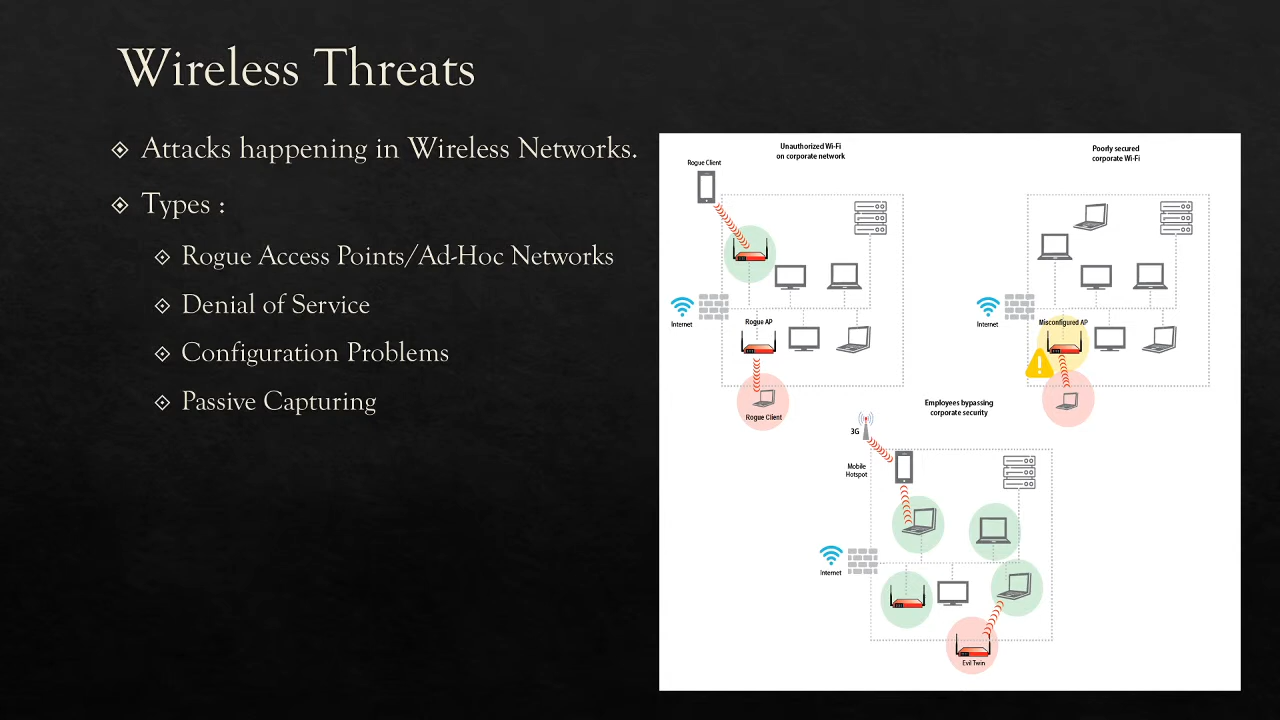 Wireless Threats
Attacks happening in Wireless Networks.
Types :
Rogue Access Points/Ad-Hoc Networks
Denial of Service
Configuration Problems
Passive Capturing
Unauthorized Wi-Fi
on corporate network
Rogue Client
Internet
Rogue AP
Rogue Client
Poorly secured
corporate Wi-Fi
Internet
Misconfigured AP
Employees bypassing
corporate security
3G
Mobile
Hotspot
Internet
Evil Twin